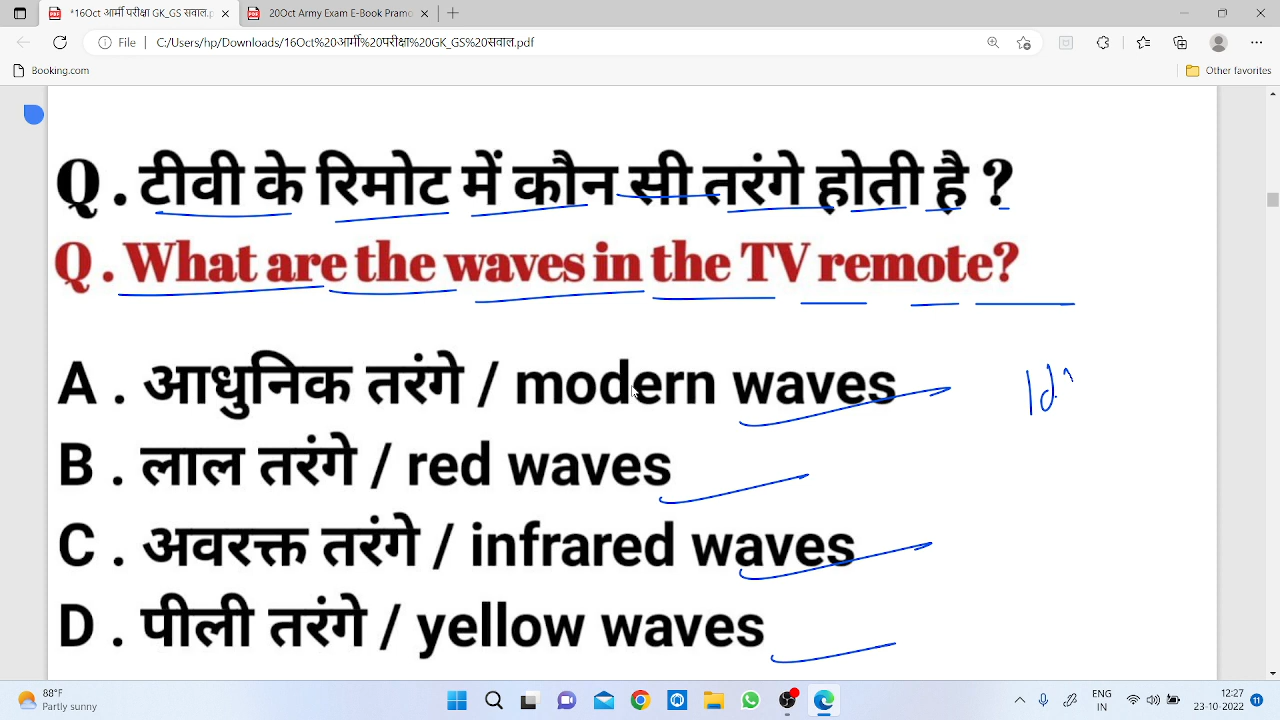 *16Oct आर्मी परीक्षा GK_GS सवाल.p
20Oct Army Exam E-Book Pramo
File
C:/Users/hp/Downloads/16Oct%20आर्मी%20परीक्षा%20GK_GS%20सवाल.pdf
Booking.com
Other favorites
Q . टीवी के रिमोट में कौन सी तरंगे होती है ?
Q . What are the waves in the TV remote?
A . आधुनिक तरंगे / modern waves
B . लाल तरंगे / red waves
C . अवरक्त तरंगे / infrared waves
D . पीली तरंगे / yellow waves
88°F
Partly sunny
ENG
IN
10:27
23-10-2022
11